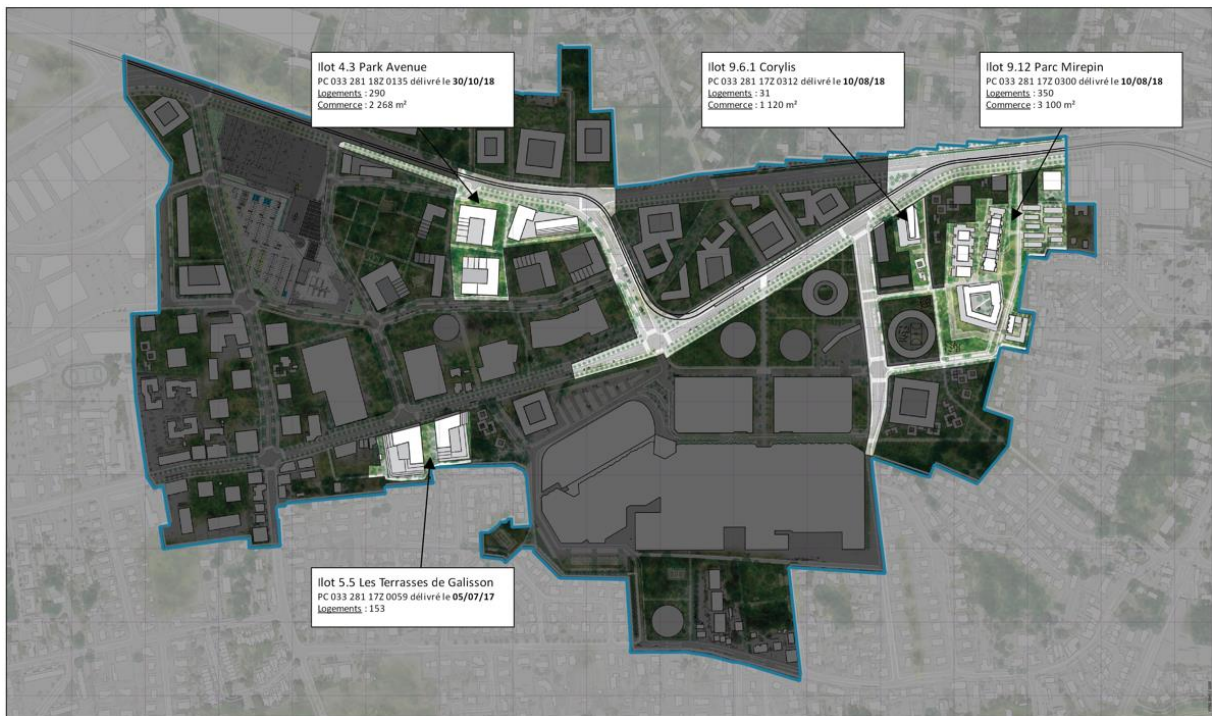 Ilot 4.3 Park Avenue
PC 033 281 18Z 0135 délivré le 30/10/18
Logements : 290
Commerce : 2 268 m²
Ilot 9.6.1 Corylis
PC 033 281 17Z 0312 délivré le 10/08/18
Logements : 31
Commerce : 1 120 m²
Ilot 9.12 Parc Mirepin
PC 033 281 17Z 0300 délivré le 10/08/18
Logements : 350
Commerce : 3 100 m²
Ilot 5.5 Les Terrasses de Galisson
PC 033 281 17Z 0059 délivré le 05/07/17
Logements : 153